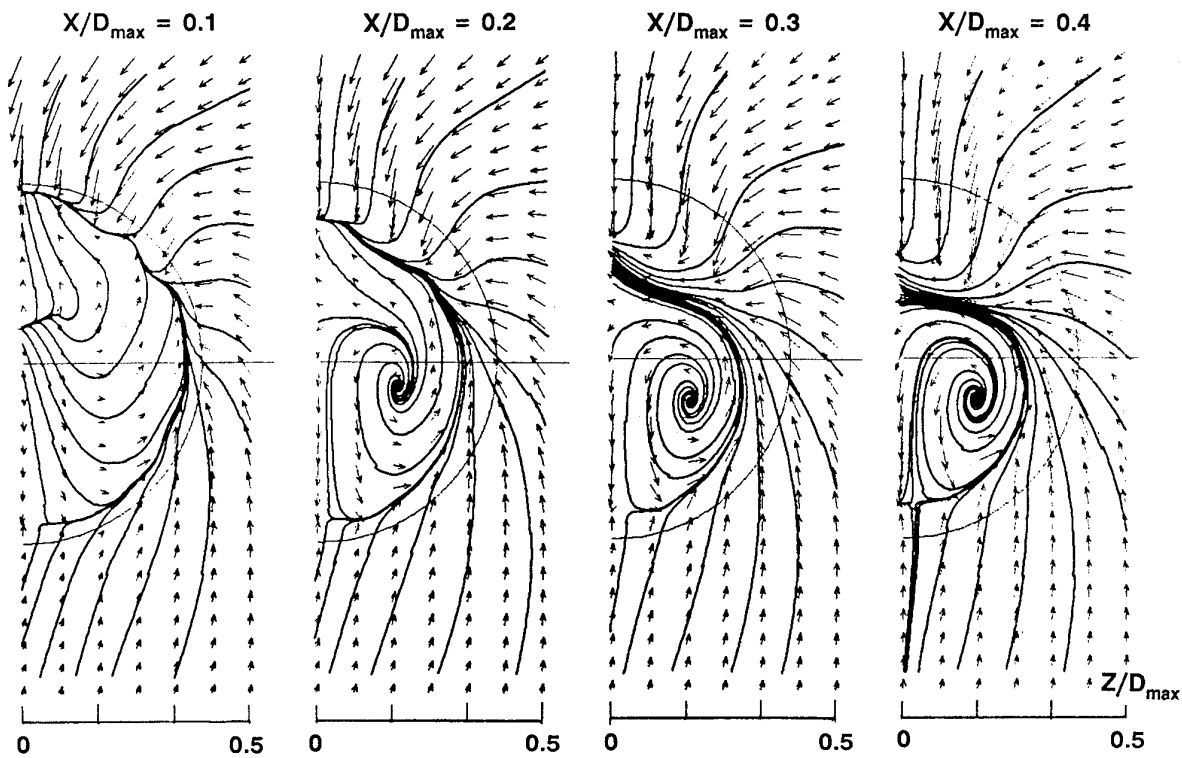 X/Dmax = 0.1
X/Dmax = 0.2
X/Dmax = 0.3
X/Dmax = 0.4
Z/Dmax
0 0.5
0 0.5
0 0.5
0 0.5